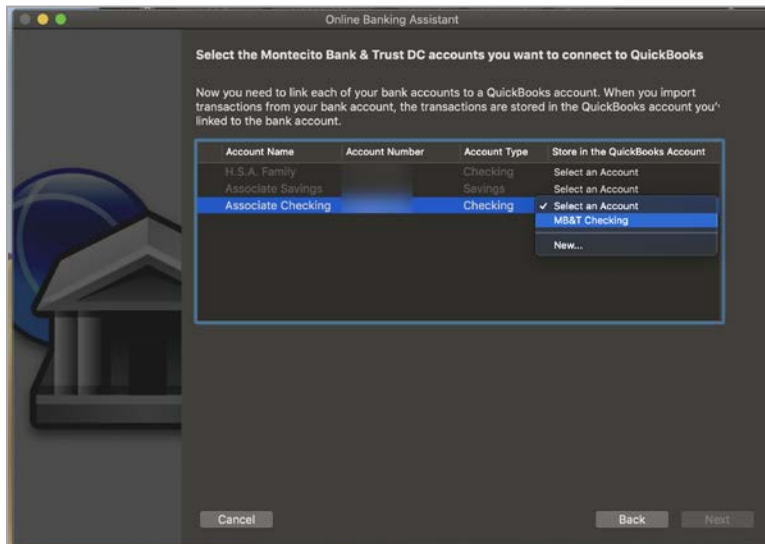 Online Banking Assistant
Select the Montecito Bank & Trust DC accounts you want to connect to QuickBooks
Now you need to link each of your bank accounts to a QuickBooks account. When you import
transactions from your bank account, the transactions are stored in the QuickBooks account you'
linked to the bank account.
Account Name Account Number Account Type Store in the QuickBooks Account
H.S.A. Family Checking Select an Account
Associate Savings Savings Select an Account
Associate Checking Checking ✓ Select an Account
MB&T Checking
New...
Cancel Back Next